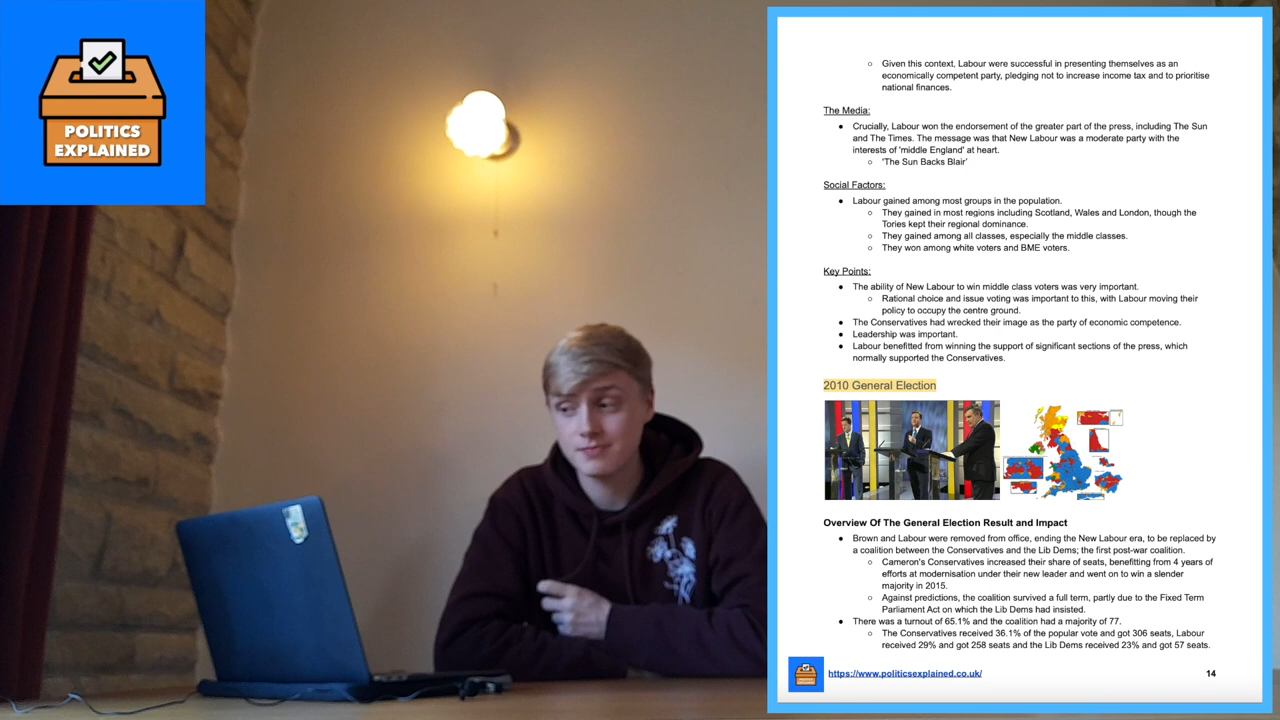 POLITICS
EXPLAINED
○ Given this context, Labour were successful in presenting themselves as an
economically competent party, pledging not to increase income tax and to prioritise
national finances.
The Media:
● Crucially, Labour won the endorsement of the greater part of the press, including The Sun
and The Times. The message was that New Labour was a moderate party with the
interests of 'middle England' at heart.
○ 'The Sun Backs Blair'
Social Factors:
● Labour gained among most groups in the population.
○ They gained in most regions including Scotland, Wales and London, though the
Tories kept their regional dominance.
○ They gained among all classes, especially the middle classes.
○ They won among white voters and BME voters.
Key Points:
● The ability of New Labour to win middle class voters was very important.
○ Rational choice and issue voting was important to this, with Labour moving their
policy to occupy the centre ground.
● The Conservatives had wrecked their image as the party of economic competence.
● Leadership was important.
● Labour benefitted from winning the support of significant sections of the press, which
normally supported the Conservatives.
2010 General Election
Overview Of The General Election Result and Impact
● Brown and Labour were removed from office, ending the New Labour era, to be replaced by
a coalition between the Conservatives and the Lib Dems; the first post-war coalition.
○ Cameron's Conservatives increased their share of seats, benefitting from 4 years of
efforts at modernisation under their new leader and went on to win a slender
majority in 2015.
○ Against predictions, the coalition survived a full term, partly due to the Fixed Term
Parliament Act on which the Lib Dems had insisted.
● There was a turnout of 65.1% and the coalition had a majority of 77.
○ The Conservatives received 36.1% of the popular vote and got 306 seats, Labour
received 29% and got 258 seats and the Lib Dems received 23% and got 57 seats.
https://www.politicsexplained.co.uk/
14